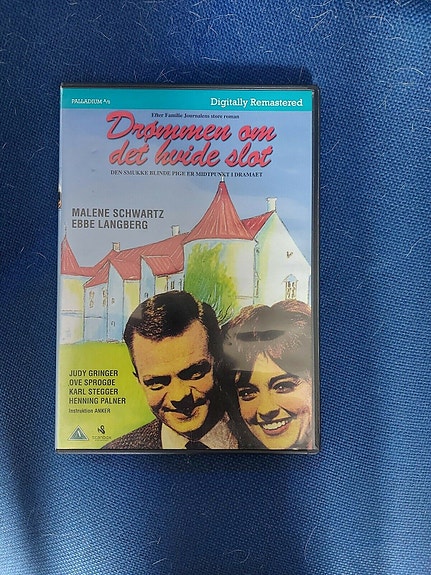 PALLADIUM A/S
Digitally Remastered
Efter Familie Journalens store roman
Drømmen om
det hvide slot
DEN SMUKKE BLINDE PIGE ER MIDTPUNKT I DRAMAET
MALENE SCHWARTZ
EBBE LANGBERG
JUDY GRINGER
OVE SPROGØE
KARL STEGGER
HENNING PALNER
Instruktion ANKER